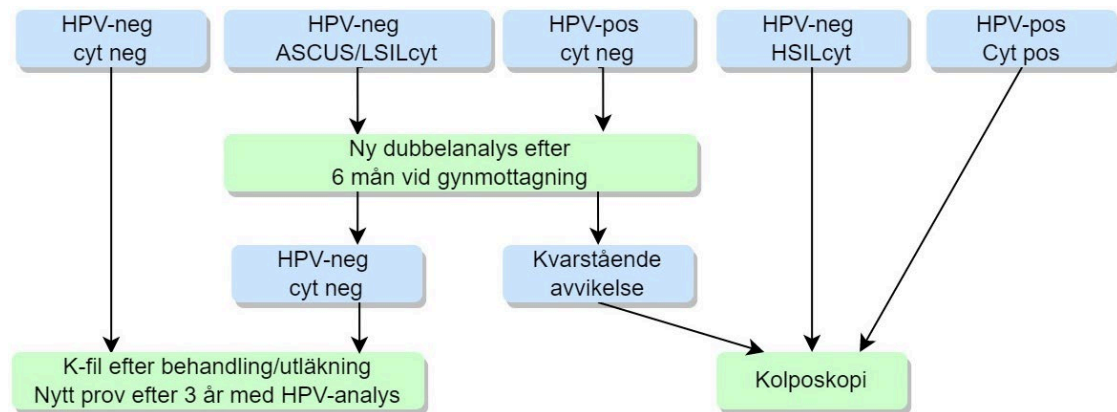 HPV-neg
cyt neg
HPV-neg
ASCUS/LSILcyt
HPV-pos
cyt neg
HPV-neg
HSILcyt
HPV-pos
Cyt pos
Ny dubbelanalys efter
6 mån vid gynmottagning
HPV-neg
cyt neg
Kvarstående
avvikelse
K-fil efter behandling/utläkning
Nytt prov efter 3 år med HPV-analys
Kolposkopi